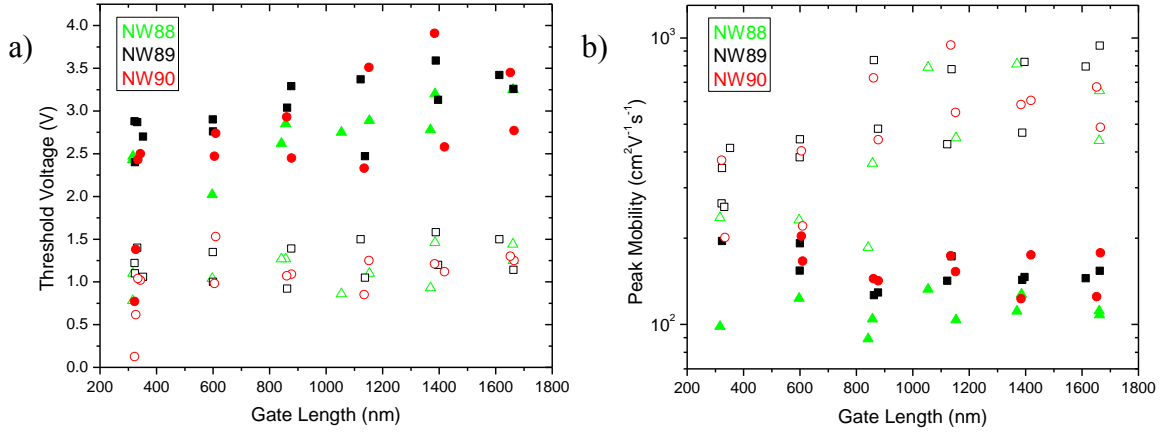 a)
NW88
NW89
NW90
Threshold Voltage (V)
4.0
3.5
3.0
2.5
2.0
1.5
1.0
0.5
0.0
200 400 600 800 1000 1200 1400 1600 1800
Gate Length (nm)
b)
NW88
NW89
NW90
Peak Mobility (cm²V⁻¹s⁻¹)
10³
10²
200 400 600 800 1000 1200 1400 1600 1800
Gate Length (nm)